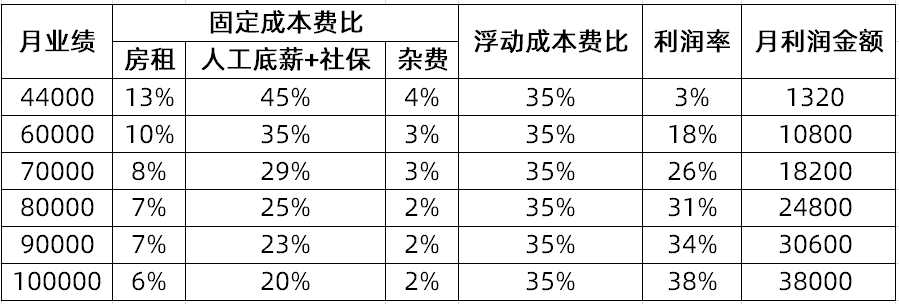 月业绩 固定成本费比 浮动成本费比 利润率 月利润金额
房租 人工底薪+社保 杂费
44000 13% 45% 4% 35% 3% 1320
60000 10% 35% 3% 35% 18% 10800
70000 8% 29% 3% 35% 26% 18200
80000 7% 25% 2% 35% 31% 24800
90000 7% 23% 2% 35% 34% 30600
100000 6% 20% 2% 35% 38% 38000